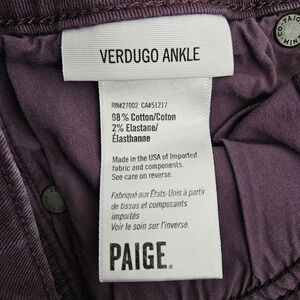 VERDUGO ANKLE
RN#27002 CA#51217
98% Cotton/Coton
2% Elastane/
Élasthanne
Made in the USA of Imported
fabric and components.
See care on reverse.
Fabriqué aux États-Unis à partir
de tissus et composants
importés
Voir le soin sur l'inverse.
PAIGE.